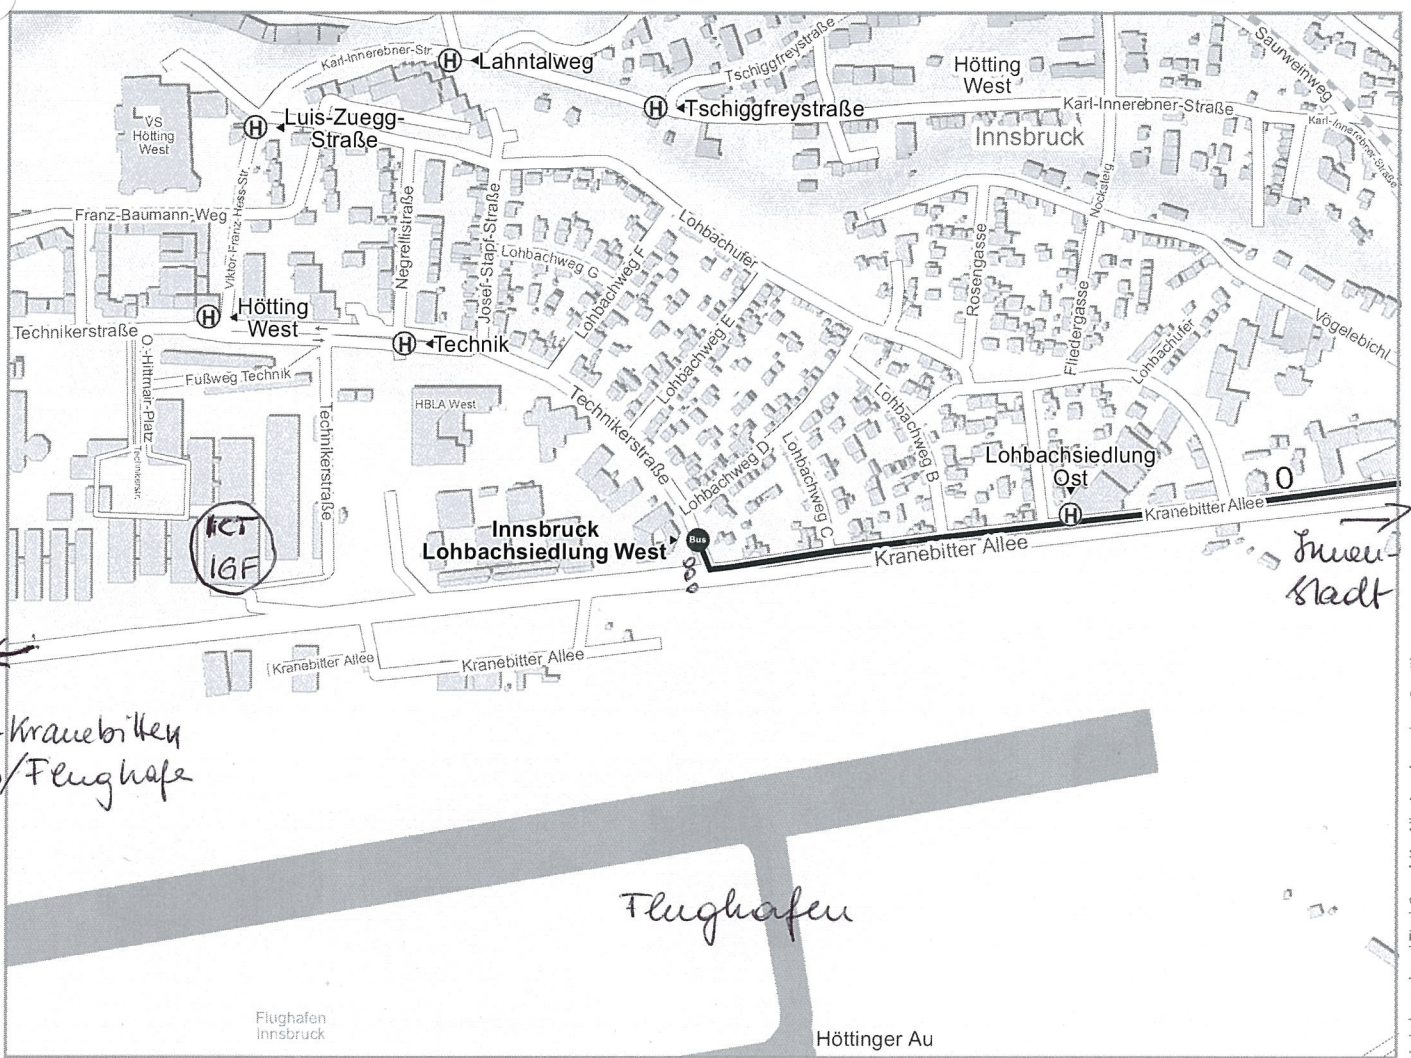 Karl-Innerebner-Str.
Lahntalweg
Tschiggfreystraße
Saurweinweg
Hötting
West
Tschiggfreystraße
Karl-Innerebner-Straße
Karl-Innerebner-Straße
Luis-Zuegg-
Straße
VS
Hötting
West
Innsbruck
Franz-Baumann-Weg
Viktor-Franz-Hess-Str.
Negrellistraße
Josef-Stapf-Straße
Nocksteig
Lohbachufer
Lohbachweg G
Lohbachweg F
Rosengasse
Fliedergasse
Vögelebichl
Technikerstraße
Hötting
West
Technik
Lohbachweg E
Lohbachufer
O.-Hittmair-Platz
Fußweg Technik
HBLA West
Technikerstraße
Technikerstraße
Technikerstr.
Lohbachweg D
Lohbachweg C
Lohbachweg B
Lohbachsiedlung
Ost
O
Kranebitter Allee
Innsbruck
Lohbachsiedlung West
Bus
Kranebitter Allee
ICT
IGF
Innen-
stadt
Kranebitter Allee
Kranebitter Allee
Kranebitten
/Flughafe
Flughafen
Flughafen
Innsbruck
Höttinger Au